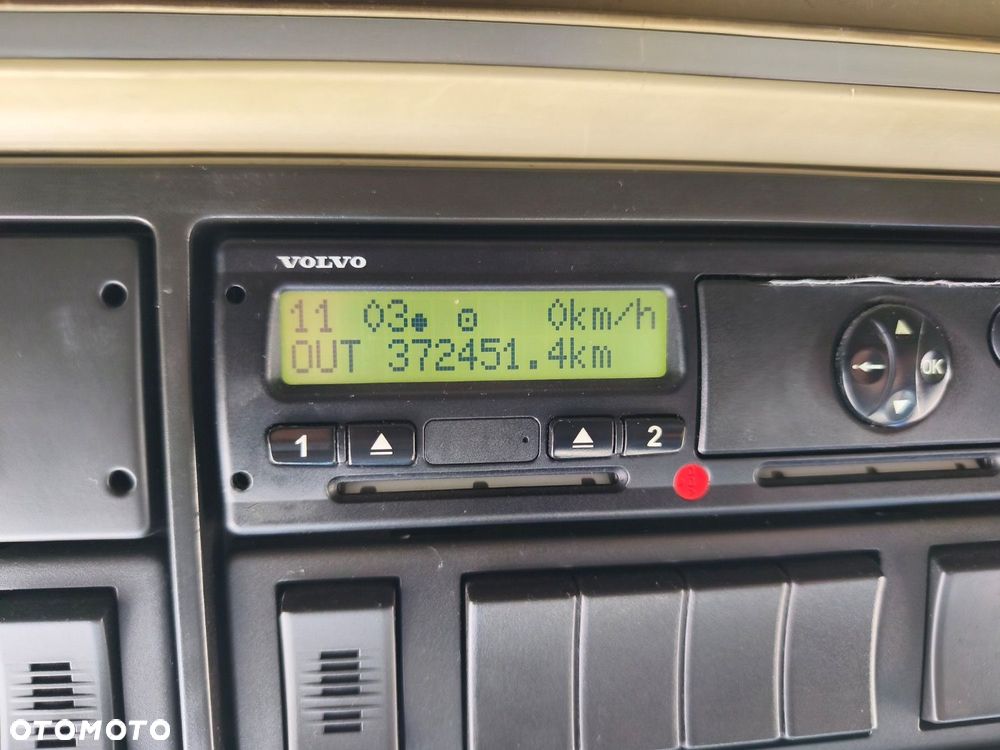 VOLVO
11 03 0km/h
OUT 372451.4km
1 2
OK
OTOMOTO